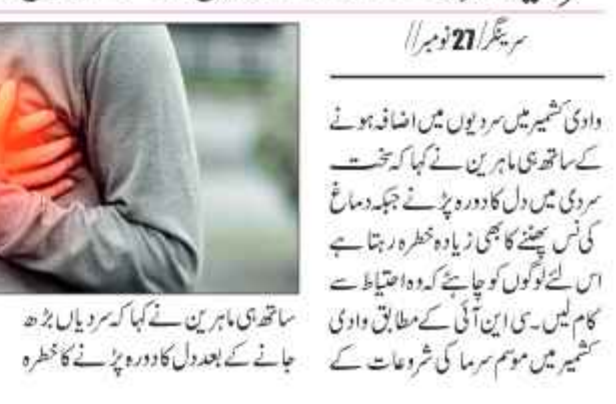 سرینگر/27نومبر//
وادی کشمیر میں سردیوں میں اضافہ ہونے
کے ساتھ ہی ماہرین نے کہا کہ سخت
سردی میں دل کا دورہ پڑنے جبکہ دماغ
کی نس پھٹنے کا بھی زیادہ خطرہ رہتا ہے
اس لئے لوگوں کو چاہئے کہ وہ احتیاط سے
کام لیں۔سی این آئی کے مطابق وادی
کشمیر میں موسم سرما کی شروعات کے
ساتھ ہی ماہرین نے کہا کہ سردیاں بڑھ
جانے کے بعد دل کا دورہ پڑنے کا خطرہ